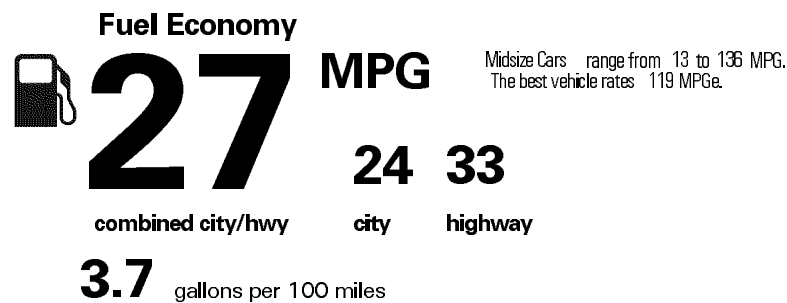 Fuel Economy
27 MPG
Midsize Cars range from 13 to 136 MPG.
The best vehicle rates 119 MPGe.
24 33
combined city/hwy city highway
3.7 gallons per 100 miles